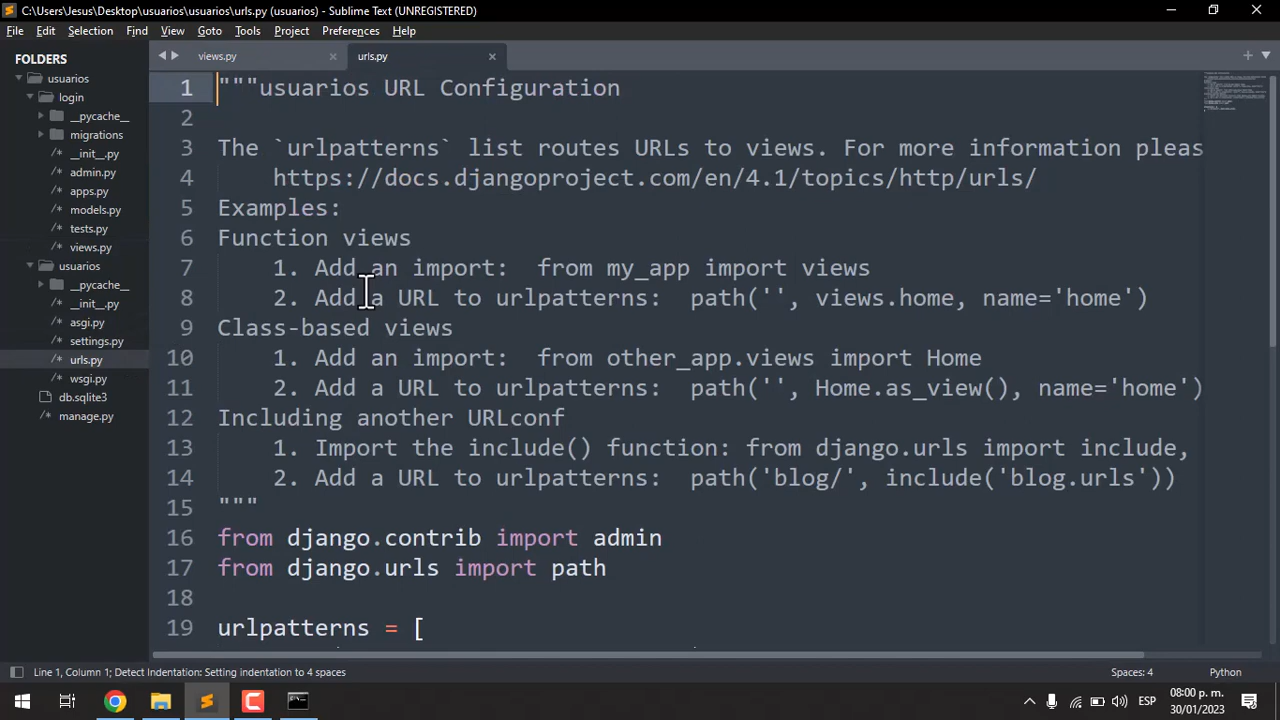 C:\Users\Jesus\Desktop\usuarios\usuarios\urls.py (usuarios) - Sublime Text (UNREGISTERED)
File Edit Selection Find View Goto Tools Project Preferences Help
FOLDERS
usuarios
login
__pycache__
migrations
__init__.py
admin.py
apps.py
models.py
tests.py
views.py
usuarios
__pycache__
__init__.py
asgi.py
settings.py
urls.py
wsgi.py
db.sqlite3
manage.py
views.py urls.py
1 """usuarios URL Configuration
2
3 The `urlpatterns` list routes URLs to views. For more information pleas
4 https://docs.djangoproject.com/en/4.1/topics/http/urls/
5 Examples:
6 Function views
7 1. Add an import:  from my_app import views
8 2. Add a URL to urlpatterns:  path('', views.home, name='home')
9 Class-based views
10 1. Add an import:  from other_app.views import Home
11 2. Add a URL to urlpatterns:  path('', Home.as_view(), name='home')
12 Including another URLconf
13 1. Import the include() function: from django.urls import include,
14 2. Add a URL to urlpatterns:  path('blog/', include('blog.urls'))
15 """
16 from django.contrib import admin
17 from django.urls import path
18
19 urlpatterns = [
Line 1, Column 1; Detect Indentation: Setting indentation to 4 spaces
Spaces: 4 Python
ESP
08:00 p. m.
30/01/2023